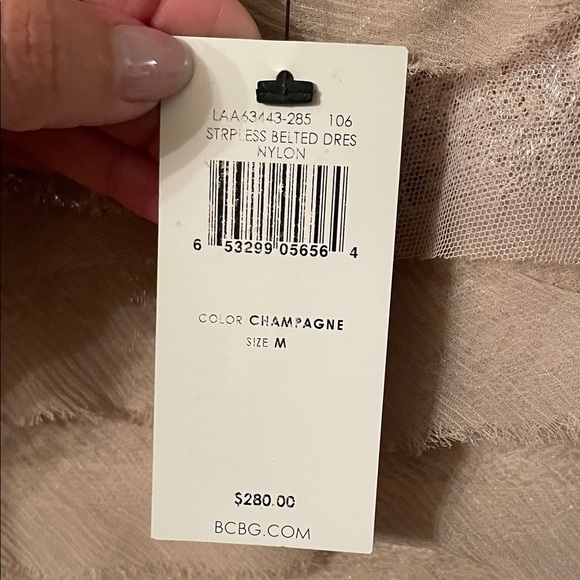 LAA63443-285 106
STRPLESS BELTED DRES
NYLON
6 53299 05656 4
COLOR CHAMPAGNE
SIZE M
$280.00
BCBG.COM